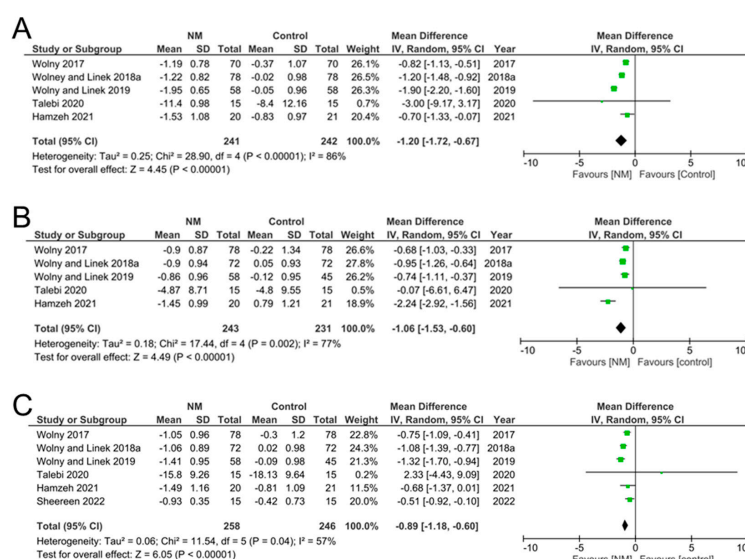 A
NM Control Mean Difference Mean Difference
Study or Subgroup Mean SD Total Mean SD Total Weight IV, Random, 95% CI Year IV, Random, 95% CI
Wolny 2017 -1.19 0.78 70 -0.37 1.07 70 26.1% -0.82 [-1.13, -0.51] 2017
Wolney and Linek 2018a -1.22 0.82 78 -0.02 0.98 78 26.6% -1.20 [-1.48, -0.92] 2018a
Wolny and Linek 2019 -1.95 0.65 58 -0.05 0.96 58 26.2% -1.90 [-2.20, -1.60] 2019
Talebi 2020 -11.4 0.98 15 -8.4 12.16 15 0.7% -3.00 [-9.17, 3.17] 2020
Hamzeh 2021 -1.53 1.08 20 -0.83 0.97 21 20.4% -0.70 [-1.33, -0.07] 2021
Total (95% CI) 241 242 100.0% -1.20 [-1.72, -0.67]
Heterogeneity: Tau² = 0.25; Chi² = 28.90, df = 4 (P < 0.00001); I² = 86%
Test for overall effect: Z = 4.45 (P < 0.00001)
-10 -5 0 5 10
Favours [NM] Favours [Control]
B
NM Control Mean Difference Mean Difference
Study or Subgroup Mean SD Total Mean SD Total Weight IV, Random, 95% CI Year IV, Random, 95% CI
Wolny 2017 -0.9 0.87 78 -0.22 1.34 78 26.6% -0.68 [-1.03, -0.33] 2017
Wolny and Linek 2018a -0.9 0.94 72 0.05 0.93 72 27.8% -0.95 [-1.26, -0.64] 2018a
Wolny and Linek 2019 -0.86 0.96 58 -0.12 0.95 45 26.2% -0.74 [-1.11, -0.37] 2019
Talebi 2020 -4.87 8.71 15 -4.8 9.55 15 0.5% -0.07 [-6.61, 6.47] 2020
Hamzeh 2021 -1.45 0.99 20 0.79 1.21 21 18.9% -2.24 [-2.92, -1.56] 2021
Total (95% CI) 243 231 100.0% -1.06 [-1.53, -0.60]
Heterogeneity: Tau² = 0.18; Chi² = 17.44, df = 4 (P = 0.002); I² = 77%
Test for overall effect: Z = 4.49 (P < 0.00001)
-10 -5 0 5 10
Favours [NM] Favours [control]
C
NM Control Mean Difference Mean Difference
Study or Subgroup Mean SD Total Mean SD Total Weight IV, Random, 95% CI Year IV, Random, 95% CI
Wolny 2017 -1.05 0.96 78 -0.3 1.2 78 22.8% -0.75 [-1.09, -0.41] 2017
Wolny and Linek 2018a -1.06 0.89 72 0.02 0.98 72 24.3% -1.08 [-1.39, -0.77] 2018a
Wolny and Linek 2019 -1.41 0.95 58 -0.09 0.98 45 21.3% -1.32 [-1.70, -0.94] 2019
Talebi 2020 -15.8 9.26 15 -18.13 9.64 15 0.2% 2.33 [-4.43, 9.09] 2020
Hamzeh 2021 -1.49 1.16 20 -0.81 1.09 21 11.5% -0.68 [-1.37, 0.01] 2021
Sheereen 2022 -0.93 0.35 15 -0.42 0.73 15 20.0% -0.51 [-0.92, -0.10] 2022
Total (95% CI) 258 246 100.0% -0.89 [-1.18, -0.60]
Heterogeneity: Tau² = 0.06; Chi² = 11.54, df = 5 (P = 0.04); I² = 57%
Test for overall effect: Z = 6.05 (P < 0.00001)
-10 -5 0 5 10
Favours [NM] Favours [control]